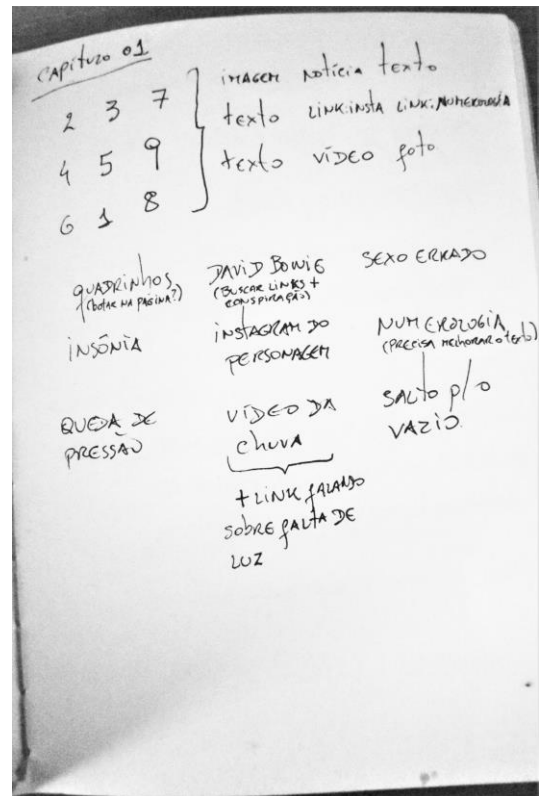 CAPÍTULO 01
2 3 7 IMAGEM NOTÍCIA TEXTO
4 5 9 TEXTO LINK:INSTA LINK:NUMEROLOGIA
6 1 8 TEXTO VÍDEO FOTO
QUADRINHOS DAVID BOWIE SEXO ERRADO
(BOTAR NA PÁGINA?) (BUSCAR LINKS + CONSPIRAÇÃO)
INSÔNIA INSTAGRAM DO PERSONAGEM NUMEROLOGIA
(PRECISA MELHORAR O TEXTO)
QUEDA DE PRESSÃO VÍDEO DA CHUVA SALTO P/ O VAZIO
+ LINK FALANDO
SOBRE FALTA DE
LUZ